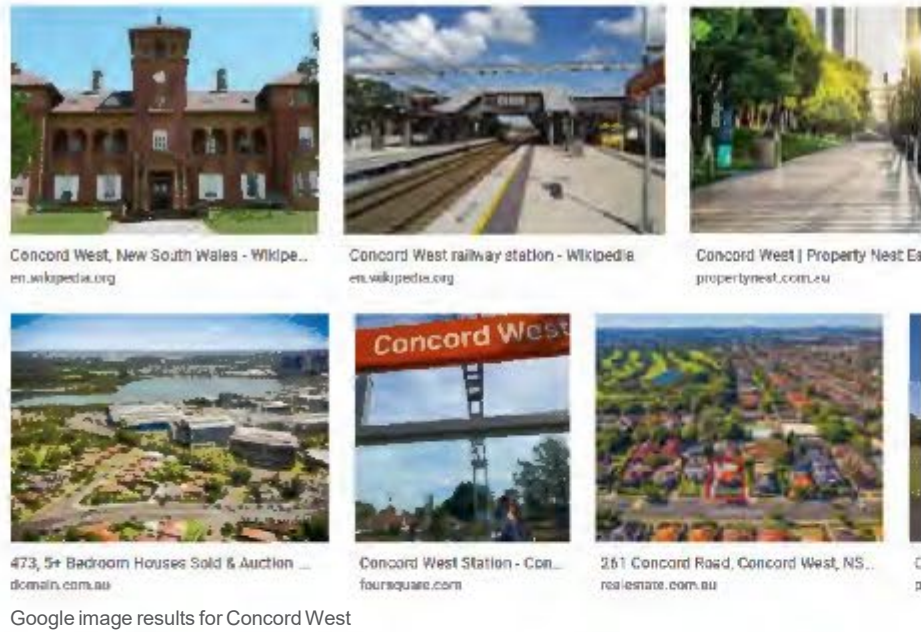 Concord West, New South Wales - Wikipe...
en.wikipedia.org
Concord West railway station - Wikipedia
en.wikipedia.org
Concord West | Property Nest Ea
propertynest.com.au
Concord West
473, 5+ Bedroom Houses Sold & Auction ...
domain.com.au
Concord West Station - Con...
foursquare.com
261 Concord Road, Concord West, NS...
realestate.com.au
Google image results for Concord West